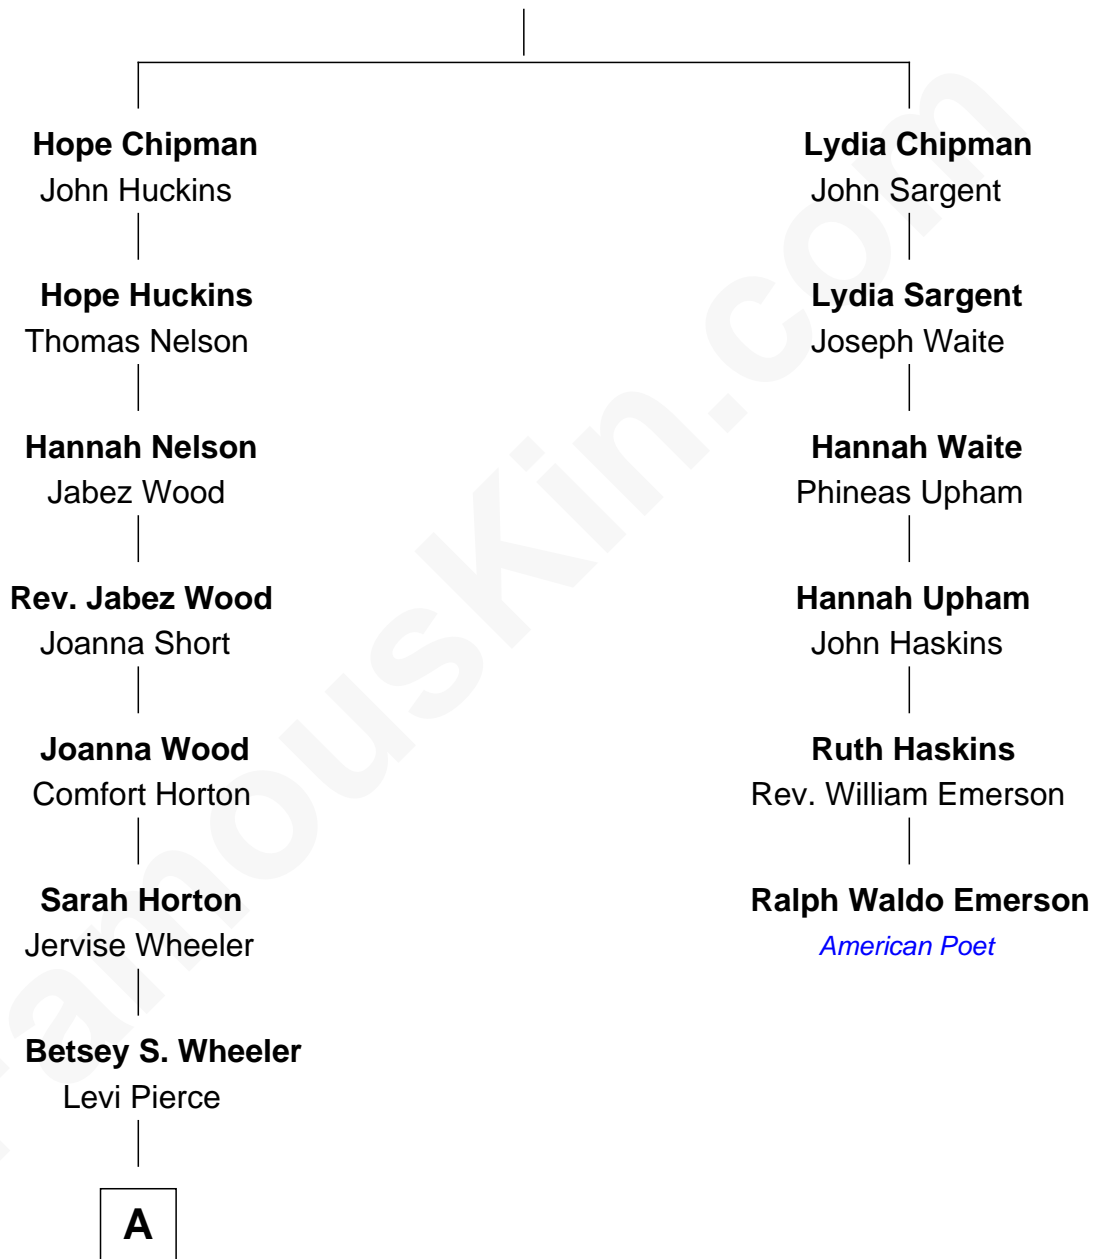 Hope Chipman
John Huckins
Lydia Chipman
John Sargent
Hope Huckins
Thomas Nelson
Lydia Sargent
Joseph Waite
Hannah Nelson
Jabez Wood
Hannah Waite
Phineas Upham
Rev. Jabez Wood
Joanna Short
Hannah Upham
John Haskins
Joanna Wood
Comfort Horton
Ruth Haskins
Rev. William Emerson
Sarah Horton
Jervise Wheeler
Ralph Waldo Emerson
American Poet
Betsey S. Wheeler
Levi Pierce
A
FamousKin.com